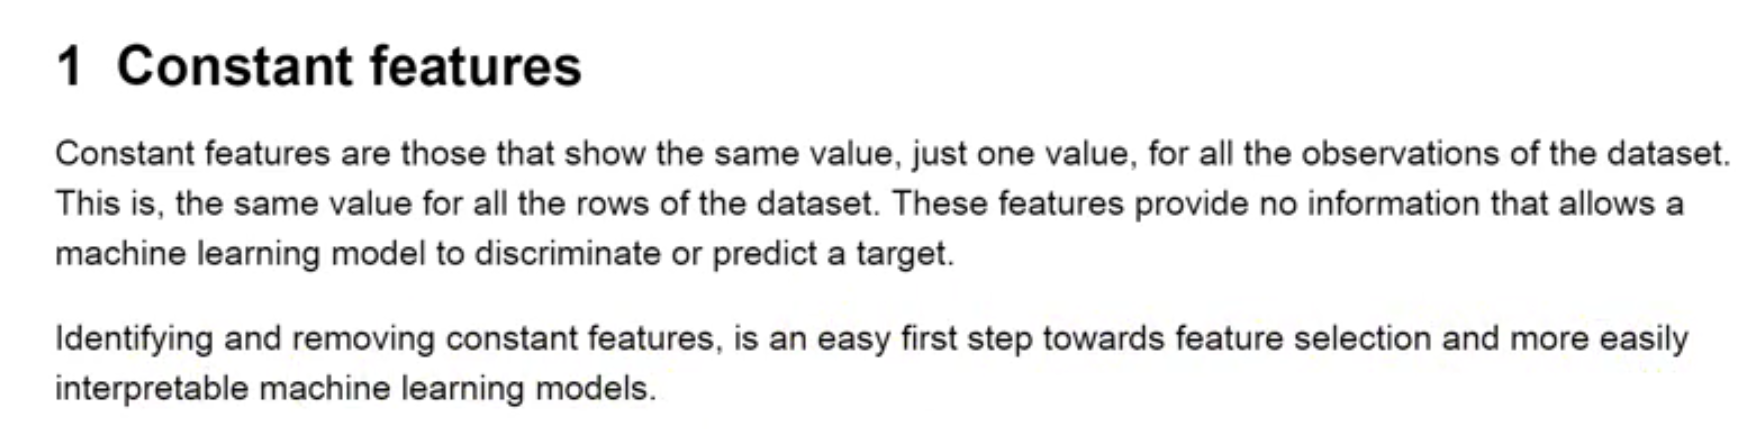 1 Constant features
Constant features are those that show the same value, just one value, for all the observations of the dataset.
This is, the same value for all the rows of the dataset. These features provide no information that allows a
machine learning model to discriminate or predict a target.
Identifying and removing constant features, is an easy first step towards feature selection and more easily
interpretable machine learning models.